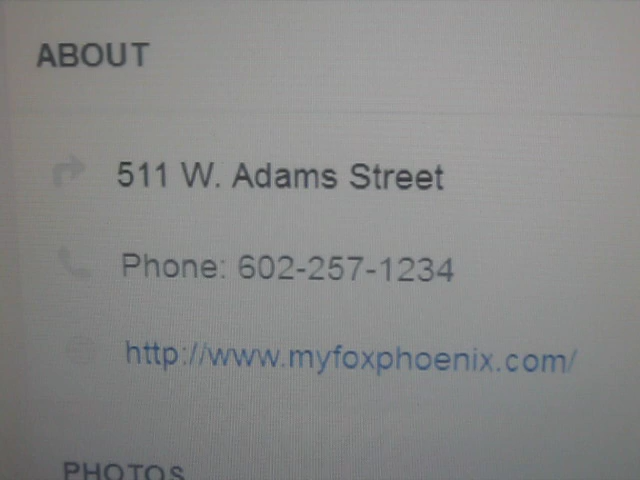 ABOUT
511 W. Adams Street
Phone: 602-257-1234
http://www.myfoxphoenix.com/
PHOTOS